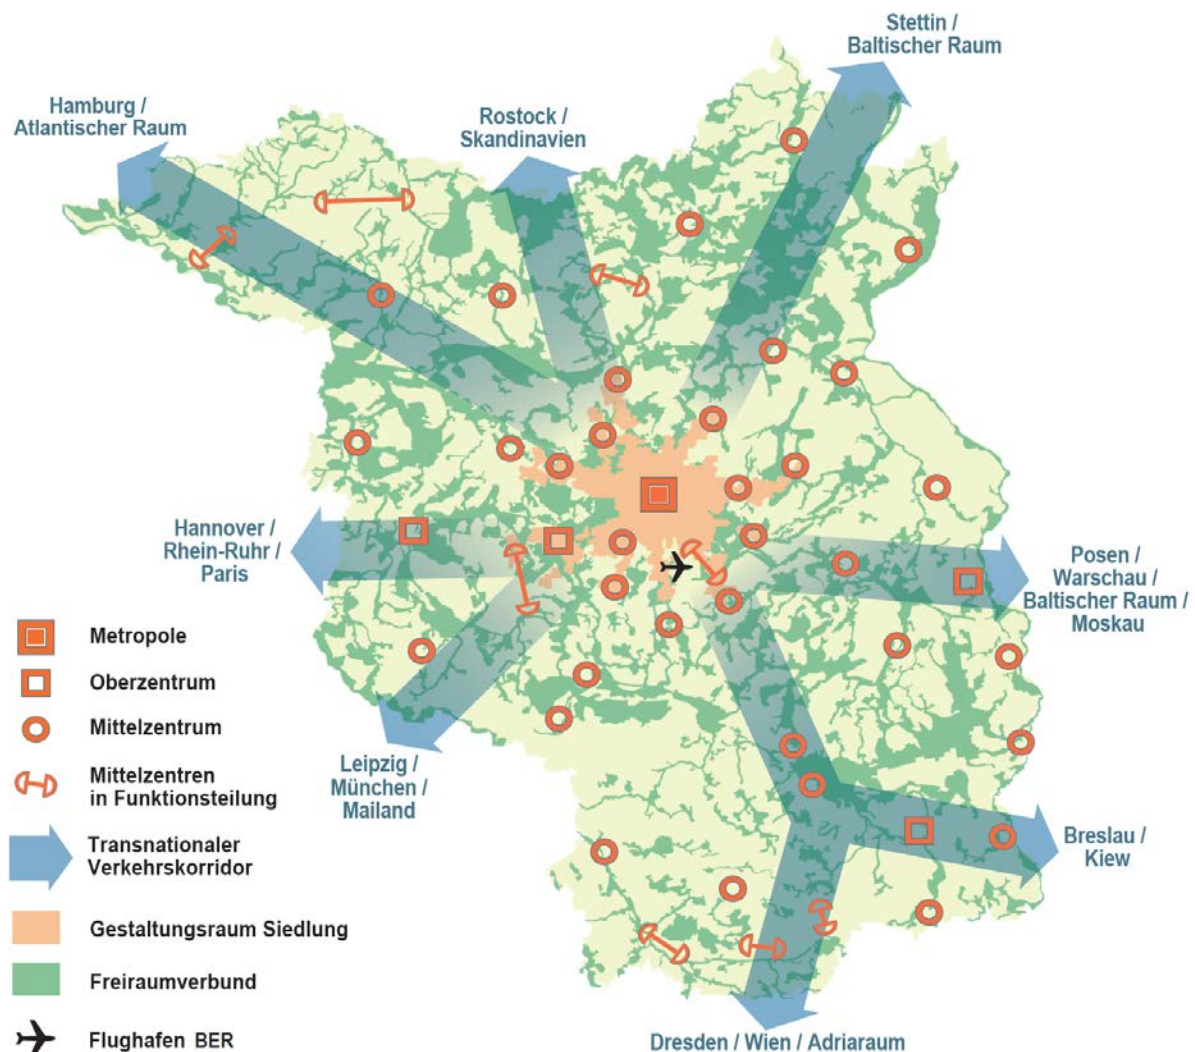 Stettin /
Baltischer Raum
Hamburg /
Atlantischer Raum
Rostock /
Skandinavien
Hannover /
Rhein-Ruhr /
Paris
Posen /
Warschau /
Baltischer Raum /
Moskau
Leipzig /
München /
Mailand
Breslau /
Kiew
Dresden / Wien / Adriaraum
Metropole
Oberzentrum
Mittelzentrum
Mittelzentren
in Funktionsteilung
Transnationaler
Verkehrskorridor
Gestaltungsraum Siedlung
Freiraumverbund
Flughafen BER